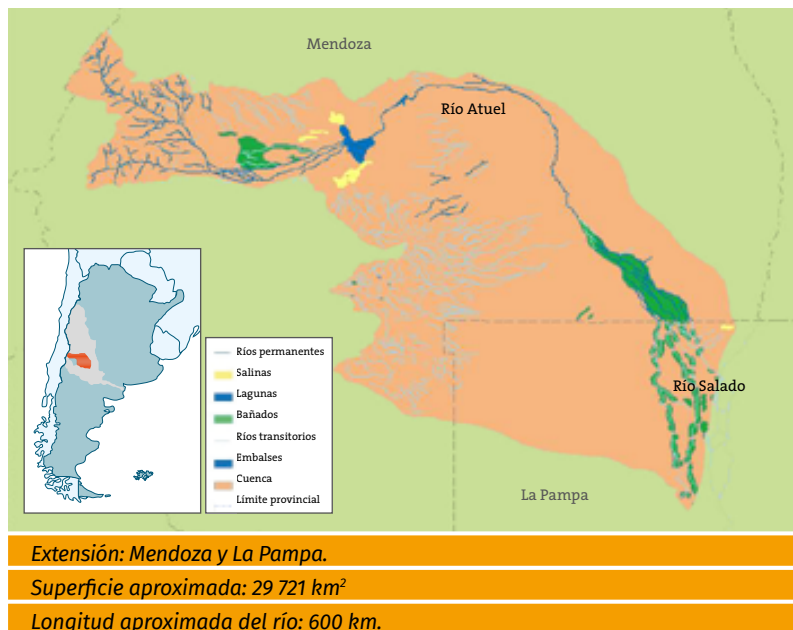 Mendoza
Río Atuel
Ríos permanentes
Salinas
Lagunas
Bañados
Ríos transitorios
Embalses
Cuenca
Límite provincial
Río Salado
La Pampa
Extensión: Mendoza y La Pampa.
Superficie aproximada: 29 721 km²
Longitud aproximada del río: 600 km.